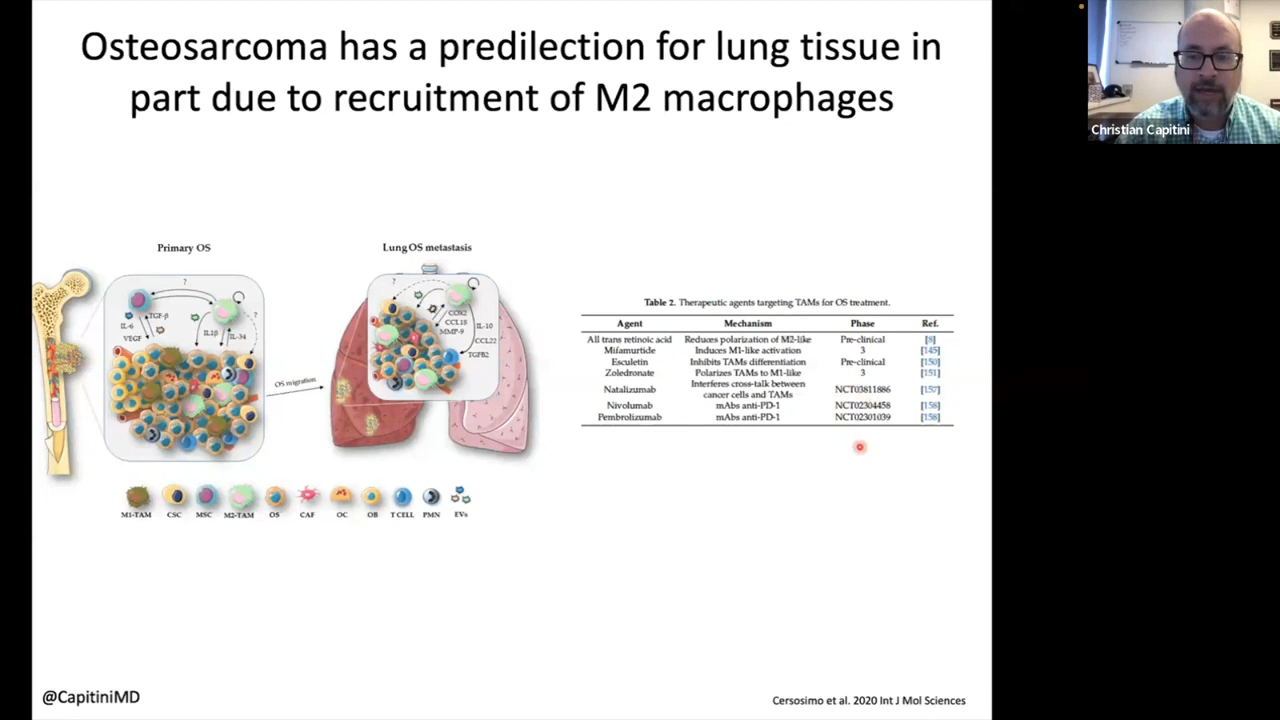 Osteosarcoma has a predilection for lung tissue in
part due to recruitment of M2 macrophages
Christian Capitini
Primary OS
?
TGF-β
IL-6
VEGF
IL1β
IL-34
?
OS migration
Lung OS metastasis
?
COX2
CCL18
MMP-9
IL-10
CCL22
TGFB2
M1-TAM CSC MSC M2-TAM OS CAF OC OB T CELL PMN EVs
Table 2. Therapeutic agents targeting TAMs for OS treatment.
Agent Mechanism Phase Ref.
All trans retinoic acid Reduces polarization of M2-like Pre-clinical [8]
Mifamurtide Induces M1-like activation 3 [145]
Esculetin Inhibits TAMs differentiation Pre-clinical [150]
Zoledronate Polarizes TAMs to M1-like 3 [151]
Natalizumab Interferes cross-talk between
cancer cells and TAMs NCT03811886 [157]
Nivolumab mAbs anti-PD-1 NCT02304458 [158]
Pembrolizumab mAbs anti-PD-1 NCT02301039 [158]
@CapitiniMD
Cersosimo et al. 2020 Int J Mol Sciences